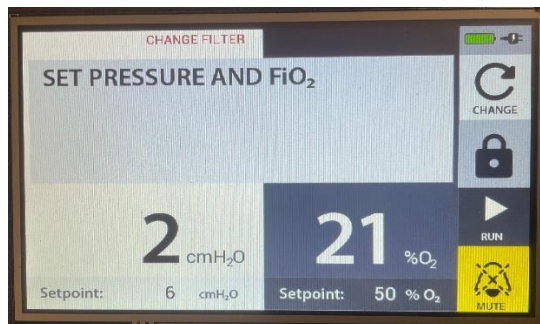 CHANGE FILTER
SET PRESSURE AND FiO₂
CHANGE
2 cmH₂O
21 %O₂
RUN
Setpoint: 6 cmH₂O
Setpoint: 50 % O₂
MUTE